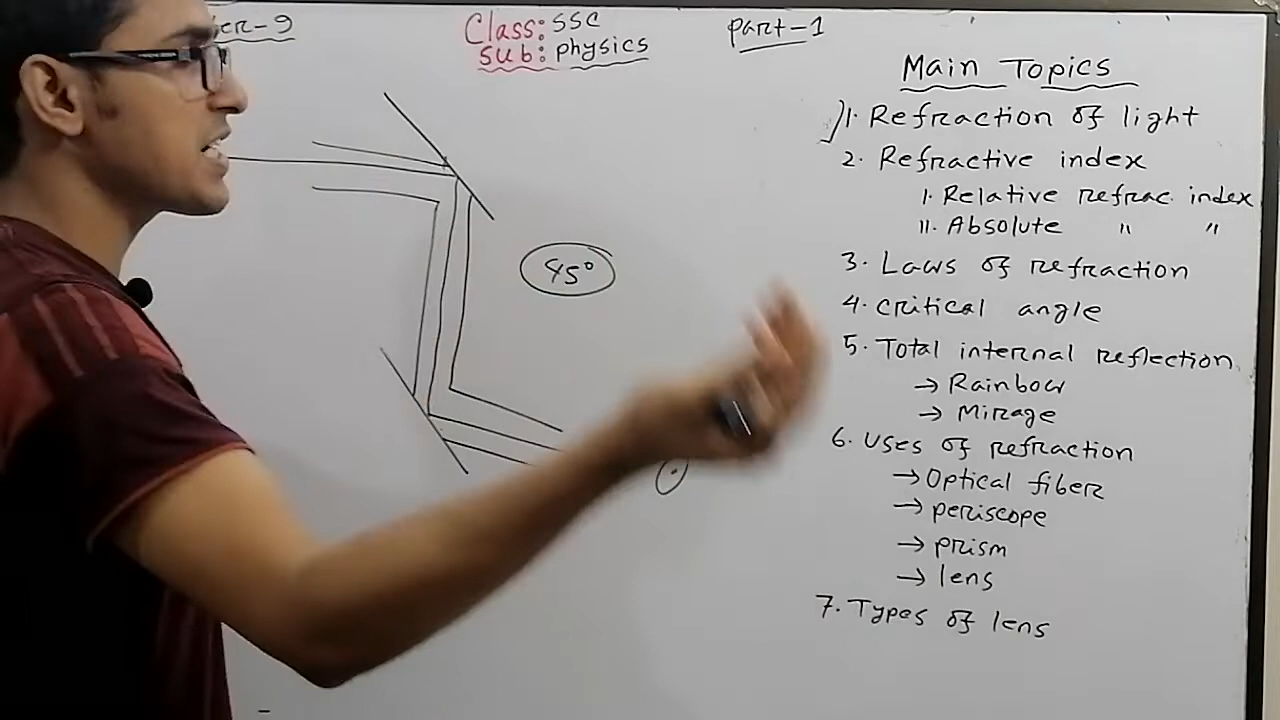 er-9
Class: SSC
Sub: physics
part-1
Main Topics
1. Refraction of light
2. Refractive index
i. Relative refrac. index
ii. Absolute " "
3. Laws of refraction
4. critical angle
5. Total internal reflection
→ Rainbow
→ Mirage
6. Uses of refraction
→ Optical fiber
→ periscope
→ prism
→ lens
7. Types of lens
45°